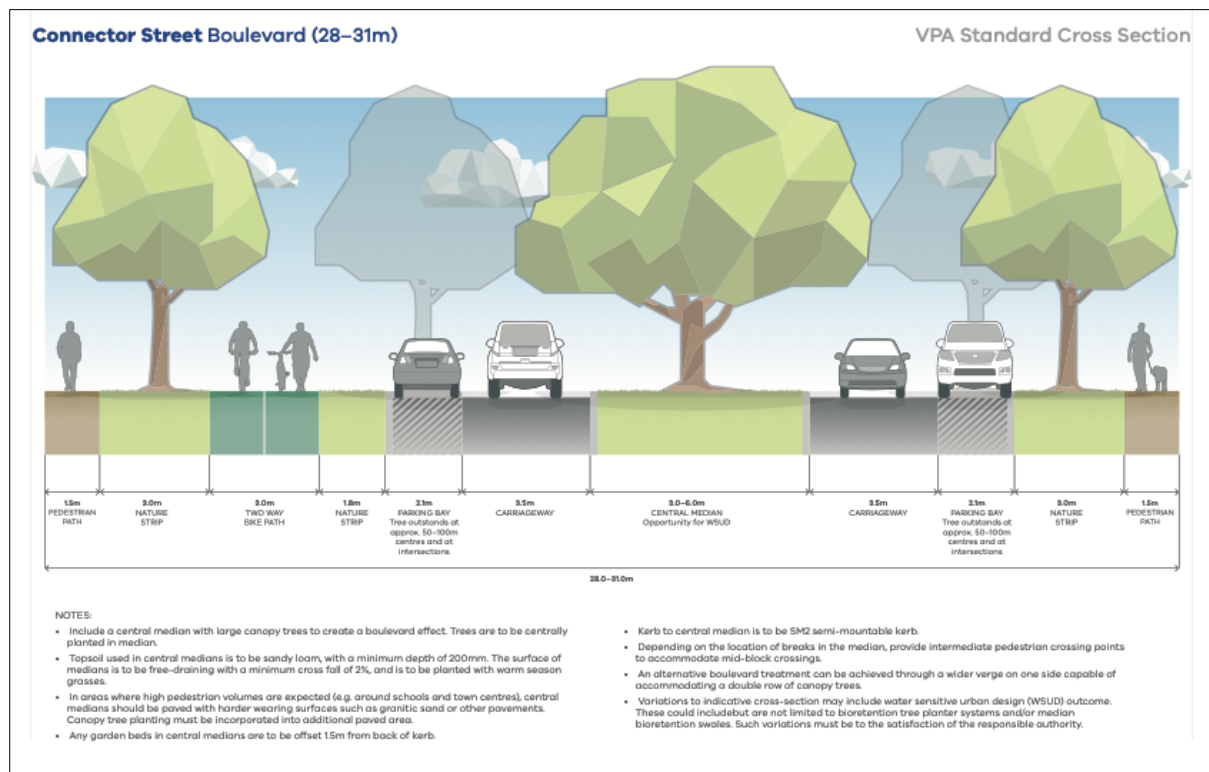 Connector Street Boulevard (28–31m)
VPA Standard Cross Section
1.5m
PEDESTRIAN
PATH
3.0m
NATURE
STRIP
3.0m
TWO WAY
BIKE PATH
1.8m
NATURE
STRIP
2.1m
PARKING BAY
Tree outstands at
approx. 50–100m
centres and at
intersections
3.5m
CARRIAGEWAY
3.0–6.0m
CENTRAL MEDIAN
Opportunity for WSUD
3.5m
CARRIAGEWAY
2.1m
PARKING BAY
Tree outstands at
approx. 50–100m
centres and at
intersections
3.0m
NATURE
STRIP
1.5m
PEDESTRIAN
PATH
28.0–31.0m
NOTES:
• Include a central median with large canopy trees to create a boulevard effect. Trees are to be centrally
planted in median.
• Topsoil used in central medians is to be sandy loam, with a minimum depth of 200mm. The surface of
medians is to be free-draining with a minimum cross fall of 2%, and is to be planted with warm season
grasses.
• In areas where high pedestrian volumes are expected (e.g. around schools and town centres), central
medians should be paved with harder wearing surfaces such as granitic sand or other pavements.
Canopy tree planting must be incorporated into additional paved area.
• Any garden beds in central medians are to be offset 1.5m from back of kerb.
• Kerb to central median is to be SM2 semi-mountable kerb.
• Depending on the location of breaks in the median, provide intermediate pedestrian crossing points
to accommodate mid-block crossings.
• An alternative boulevard treatment can be achieved through a wider verge on one side capable of
accommodating a double row of canopy trees.
• Variations to indicative cross-section may include water sensitive urban design (WSUD) outcome.
These could includebut are not limited to bioretention tree planter systems and/or median
bioretention swales. Such variations must be to the satisfaction of the responsible authority.